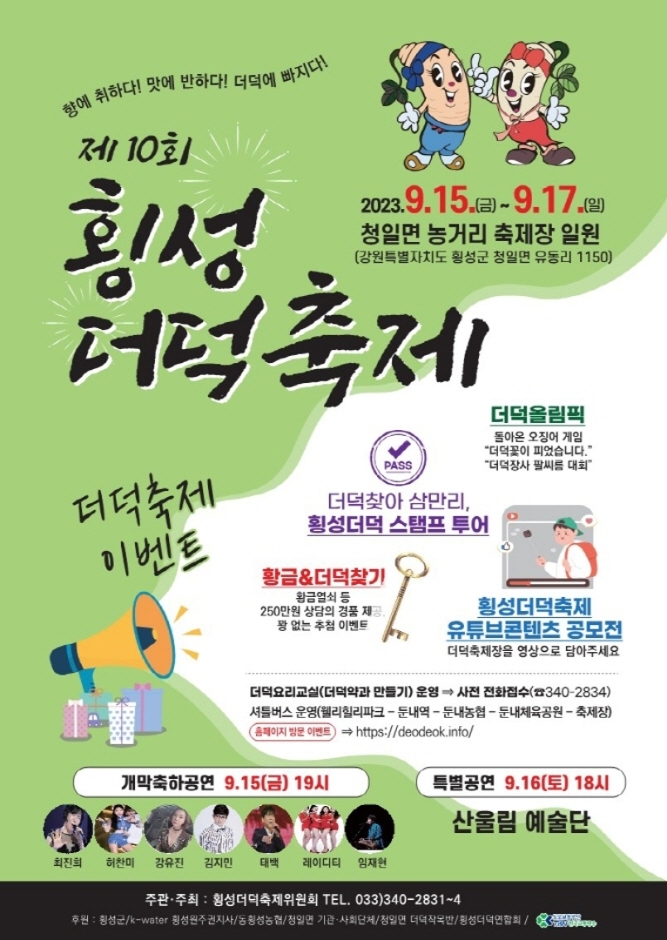 향에 취하다! 맛에 반하다! 더덕에 빠지다!
제 10회
횡성
더덕축제
2023.9.15.(금) ~ 9.17.(일)
청일면 농거리 축제장 일원
(강원특별자치도 횡성군 청일면 유동리 1150)
더덕올림픽
돌아온 오징어 게임
"더덕꽃이 피었습니다."
"더덕장사 팔씨름 대회"
PASS
더덕찾아 삼만리,
횡성더덕 스탬프 투어
더덕축제
이벤트
황금&더덕찾기
황금열쇠 등
250만원 상담의 경품 제공.
꽝 없는 추첨 이벤트
횡성더덕축제
유튜브콘텐츠 공모전
더덕축제장을 영상으로 담아주세요
더덕요리교실(더덕약과 만들기) 운영 ⇒ 사전 전화접수(☎340-2834)
셔틀버스 운영(웰리힐리파크 - 둔내역 - 둔내농협 - 둔내체육공원 - 축제장)
홈페이지 방문 이벤트 ⇒ https://deodeok.info/
개막축하공연 9.15(금) 19시
특별공연 9.16(토) 18시
산울림 예술단
최진희 허찬미 강유진 김지민 태백 레이디티 임재현
주관·주최 : 횡성더덕축제위원회 TEL. 033)340-2831~4
후원 : 횡성군/k-water 횡성원주권지사/동횡성농협/청일면 기관·사회단체/청일면 더덕작목반/횡성더덕연합회 /